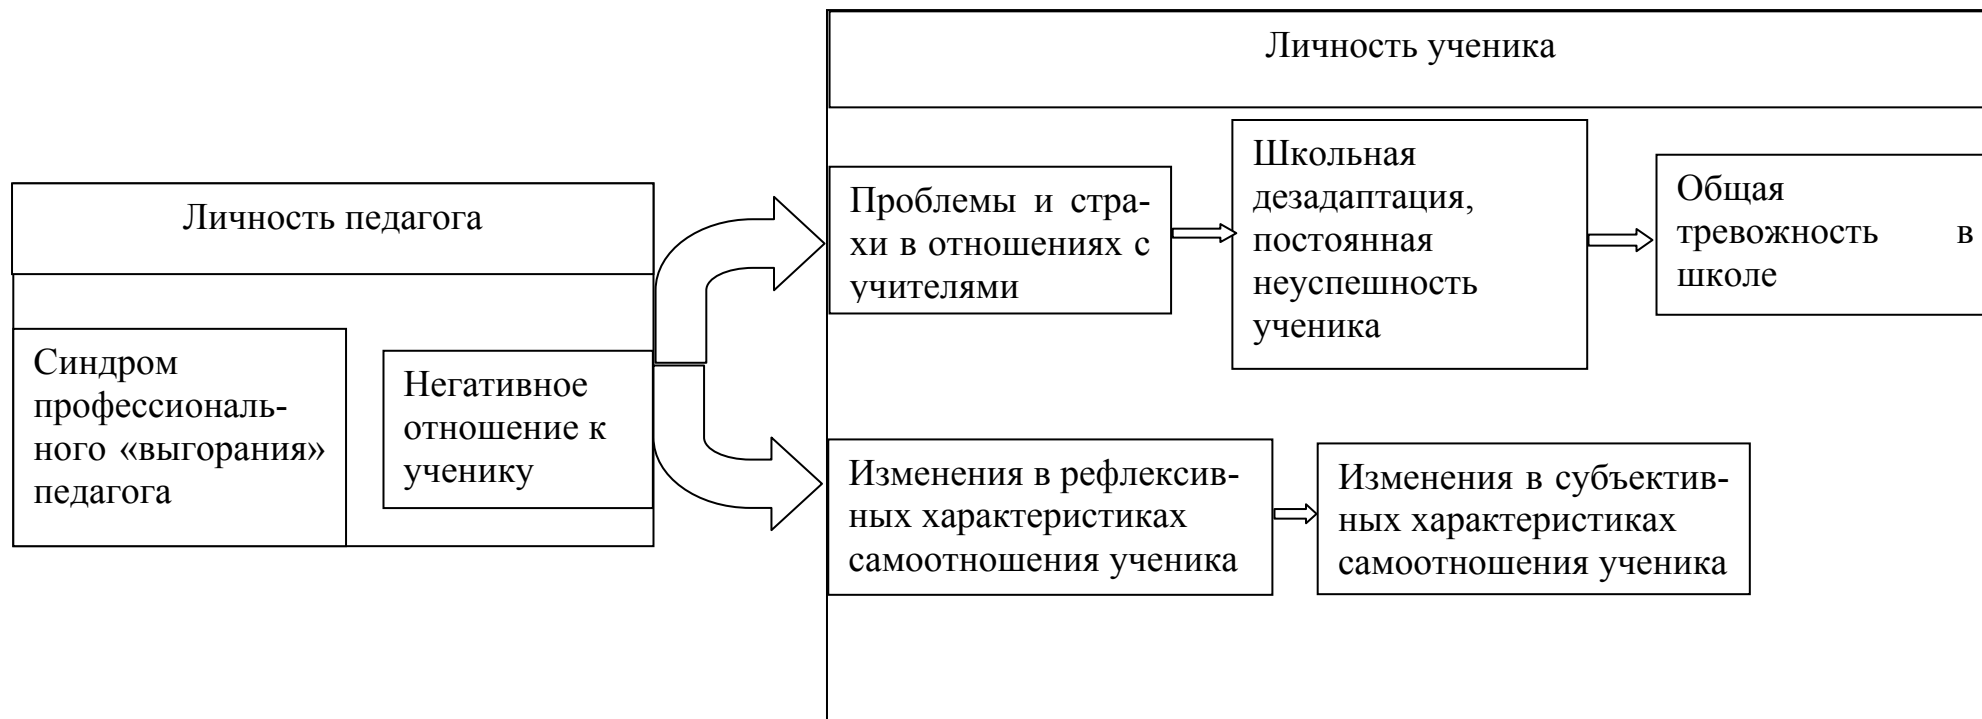 Личность ученика
Личность педагога
Синдром
профессиональ-
ного «выгорания»
педагога
Негативное
отношение к
ученику
Проблемы и стра-
хи в отношениях с
учителями
Школьная
дезадаптация,
постоянная
неуспешность
ученика
Общая
тревожность в
школе
Изменения в рефлексив-
ных характеристиках
самоотношения ученика
Изменения в субъектив-
ных характеристиках
самоотношения ученика